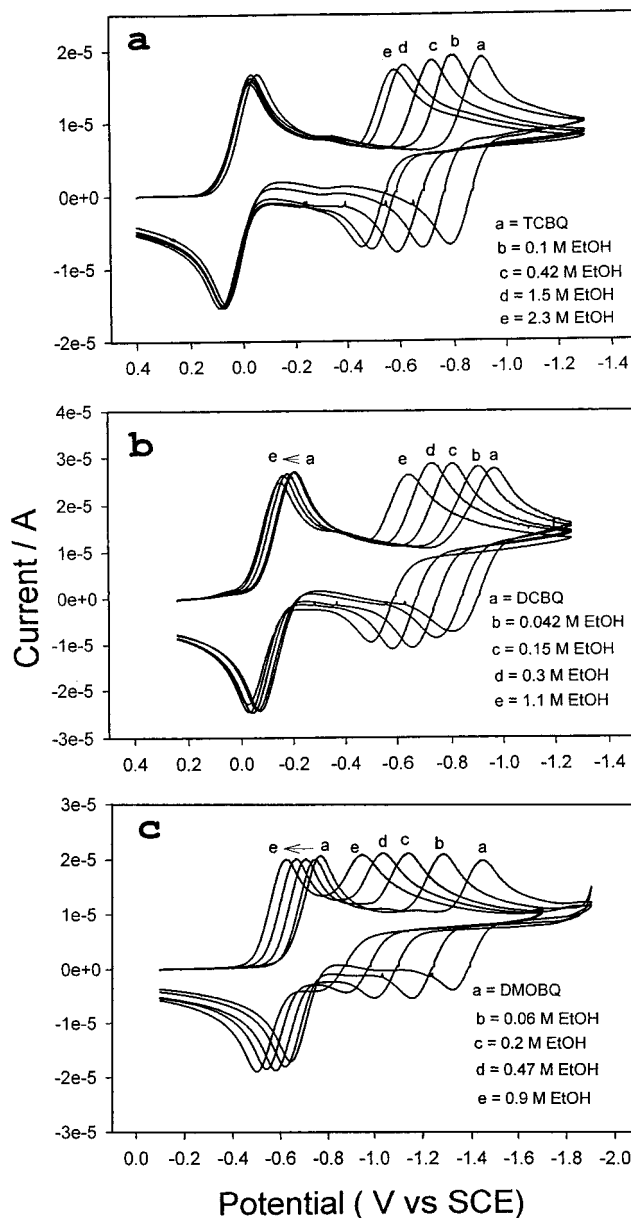 a
e d c b a
2e-5
1e-5
0e+0
-1e-5
-2e-5
a = TCBQ
b = 0.1 M EtOH
c = 0.42 M EtOH
d = 1.5 M EtOH
e = 2.3 M EtOH
0.4 0.2 0.0 -0.2 -0.4 -0.6 -0.8 -1.0 -1.2 -1.4
b
e a e d c b a
4e-5
3e-5
2e-5
1e-5
0e+0
-1e-5
-2e-5
-3e-5
Current / A
a = DCBQ
b = 0.042 M EtOH
c = 0.15 M EtOH
d = 0.3 M EtOH
e = 1.1 M EtOH
0.4 0.2 0.0 -0.2 -0.4 -0.6 -0.8 -1.0 -1.2 -1.4
c
e a e d c b a
3e-5
2e-5
1e-5
0e+0
-1e-5
-2e-5
-3e-5
a = DMOBQ
b = 0.06 M EtOH
c = 0.2 M EtOH
d = 0.47 M EtOH
e = 0.9 M EtOH
0.0 -0.2 -0.4 -0.6 -0.8 -1.0 -1.2 -1.4 -1.6 -1.8 -2.0
Potential ( V vs SCE)